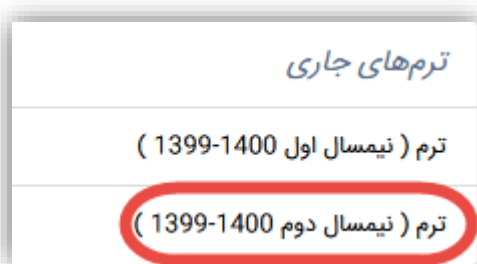 ترم‌های جاری
ترم ( نیمسال اول 1400-1399 )
ترم ( نیمسال دوم 1400-1399 )